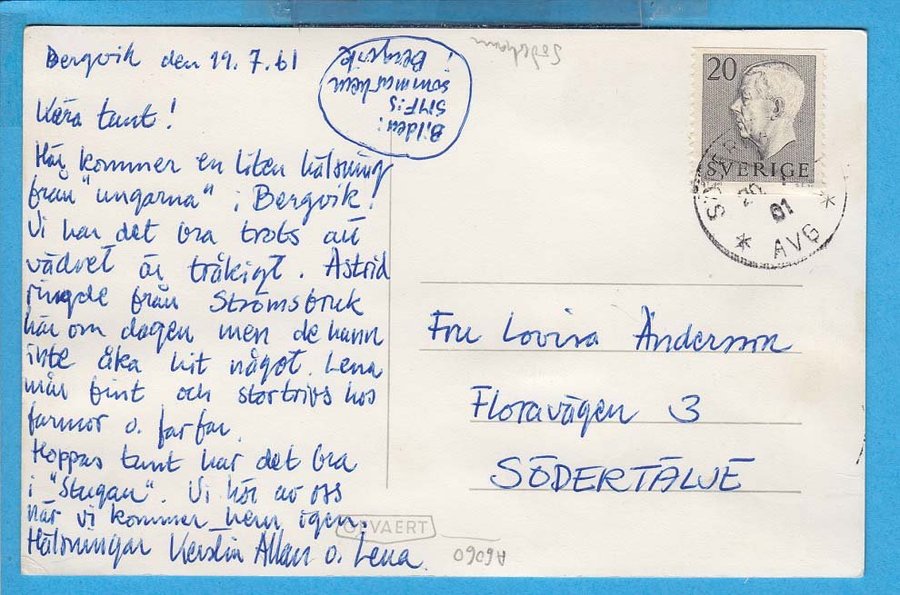 Bergvik den 19.7.61
Bilden:
SMF:s
sommarhem
i Bergvik
Kära tant!
Här kommer en liten hälsning
från "ungarna" i Bergvik!
Vi har det bra trots att
vädret är tråkigt. Astrid
ringde från Strömsbruk
här om dagen men de hann
inte åka hit något. Lena
mår fint och stortrivs hos
farmor o. farfar.
Hoppas tant har det bra
i "Stugan". Vi hör av oss
när vi kommer hem igen.
Hälsningar Kerstin Allan o. Lena.
20
SVERIGE
61
AVG
Fru Lovisa Andersson
Floravägen 3
SÖDERTÄLJE
GEVAERT
A6060